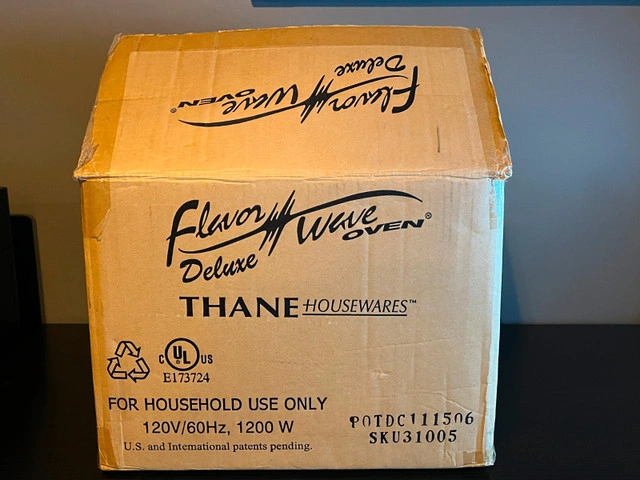 Flavor Wave
OVEN®
Deluxe
Flavor Wave
OVEN®
Deluxe
THANE HOUSEWARES™
C UL US
E173724
FOR HOUSEHOLD USE ONLY
120V/60Hz, 1200 W
U.S. and International patents pending.
POTDC111506
SKU31005